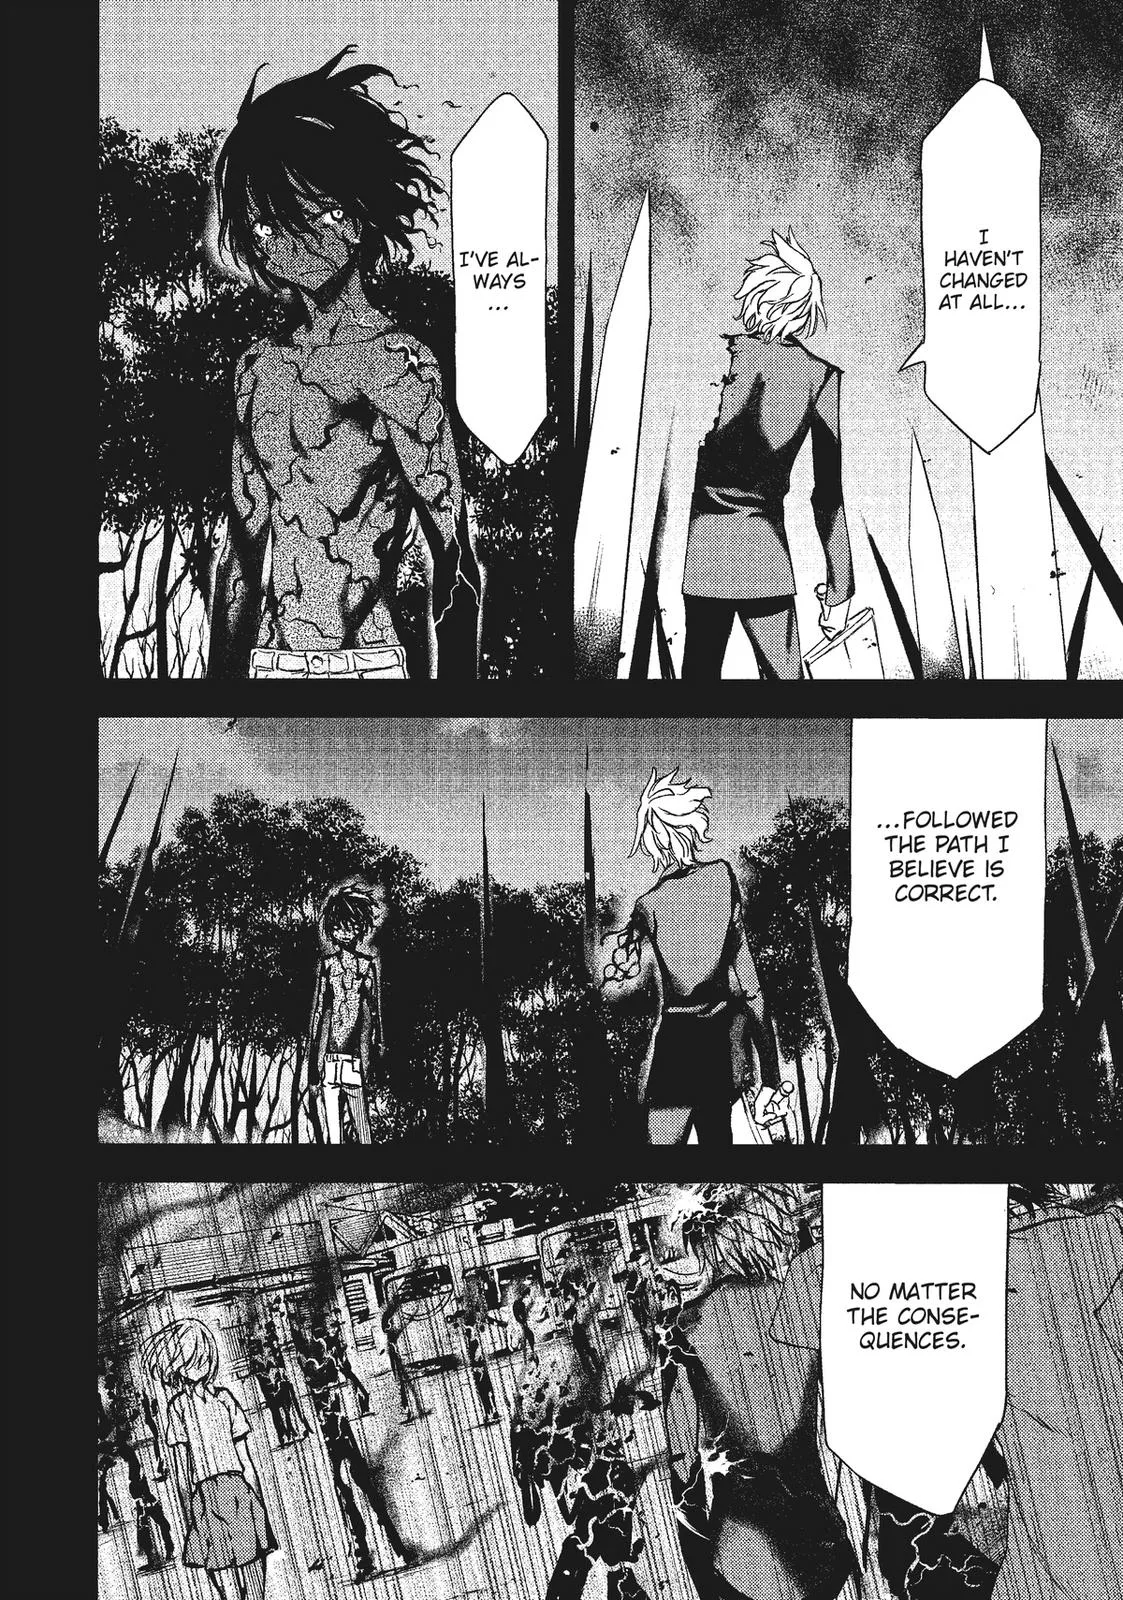 I
HAVEN'T
CHANGED
AT ALL...
I'VE AL-
WAYS
...
...FOLLOWED
THE PATH I
BELIEVE IS
CORRECT.
NO MATTER
THE CONSE-
QUENCES.